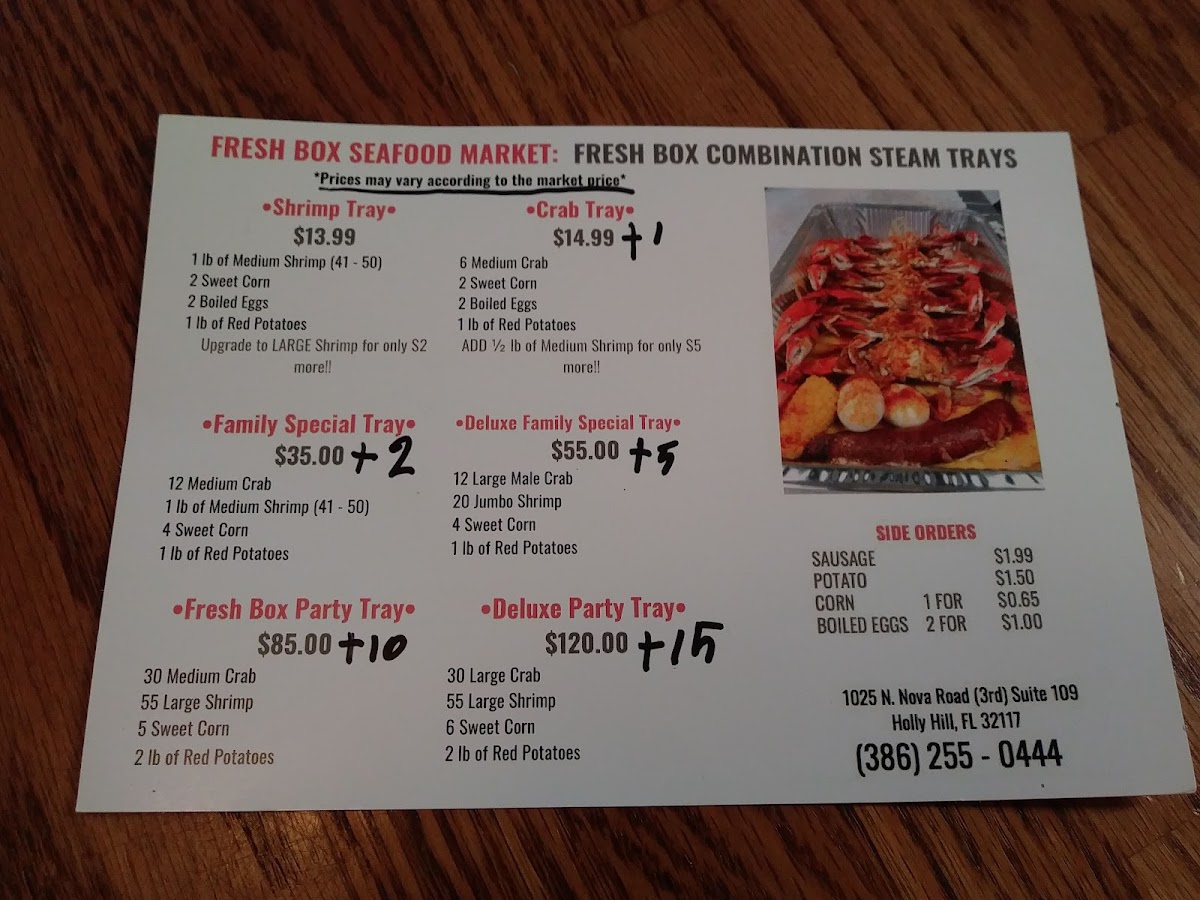 FRESH BOX SEAFOOD MARKET: FRESH BOX COMBINATION STEAM TRAYS
*Prices may vary according to the market price*
•Shrimp Tray•
$13.99
1 lb of Medium Shrimp (41 - 50)
2 Sweet Corn
2 Boiled Eggs
1 lb of Red Potatoes
Upgrade to LARGE Shrimp for only $2
more!!
•Crab Tray•
$14.99 +1
6 Medium Crab
2 Sweet Corn
2 Boiled Eggs
1 lb of Red Potatoes
ADD ½ lb of Medium Shrimp for only $5
more!!
•Family Special Tray•
$35.00 +2
12 Medium Crab
1 lb of Medium Shrimp (41 - 50)
4 Sweet Corn
1 lb of Red Potatoes
•Deluxe Family Special Tray•
$55.00 +5
12 Large Male Crab
20 Jumbo Shrimp
4 Sweet Corn
1 lb of Red Potatoes
•Fresh Box Party Tray•
$85.00 +10
30 Medium Crab
55 Large Shrimp
5 Sweet Corn
2 lb of Red Potatoes
•Deluxe Party Tray•
$120.00 +15
30 Large Crab
55 Large Shrimp
6 Sweet Corn
2 lb of Red Potatoes
SIDE ORDERS
SAUSAGE $1.99
POTATO $1.50
CORN 1 FOR $0.65
BOILED EGGS 2 FOR $1.00
1025 N. Nova Road (3rd) Suite 109
Holly Hill, FL 32117
(386) 255 - 0444